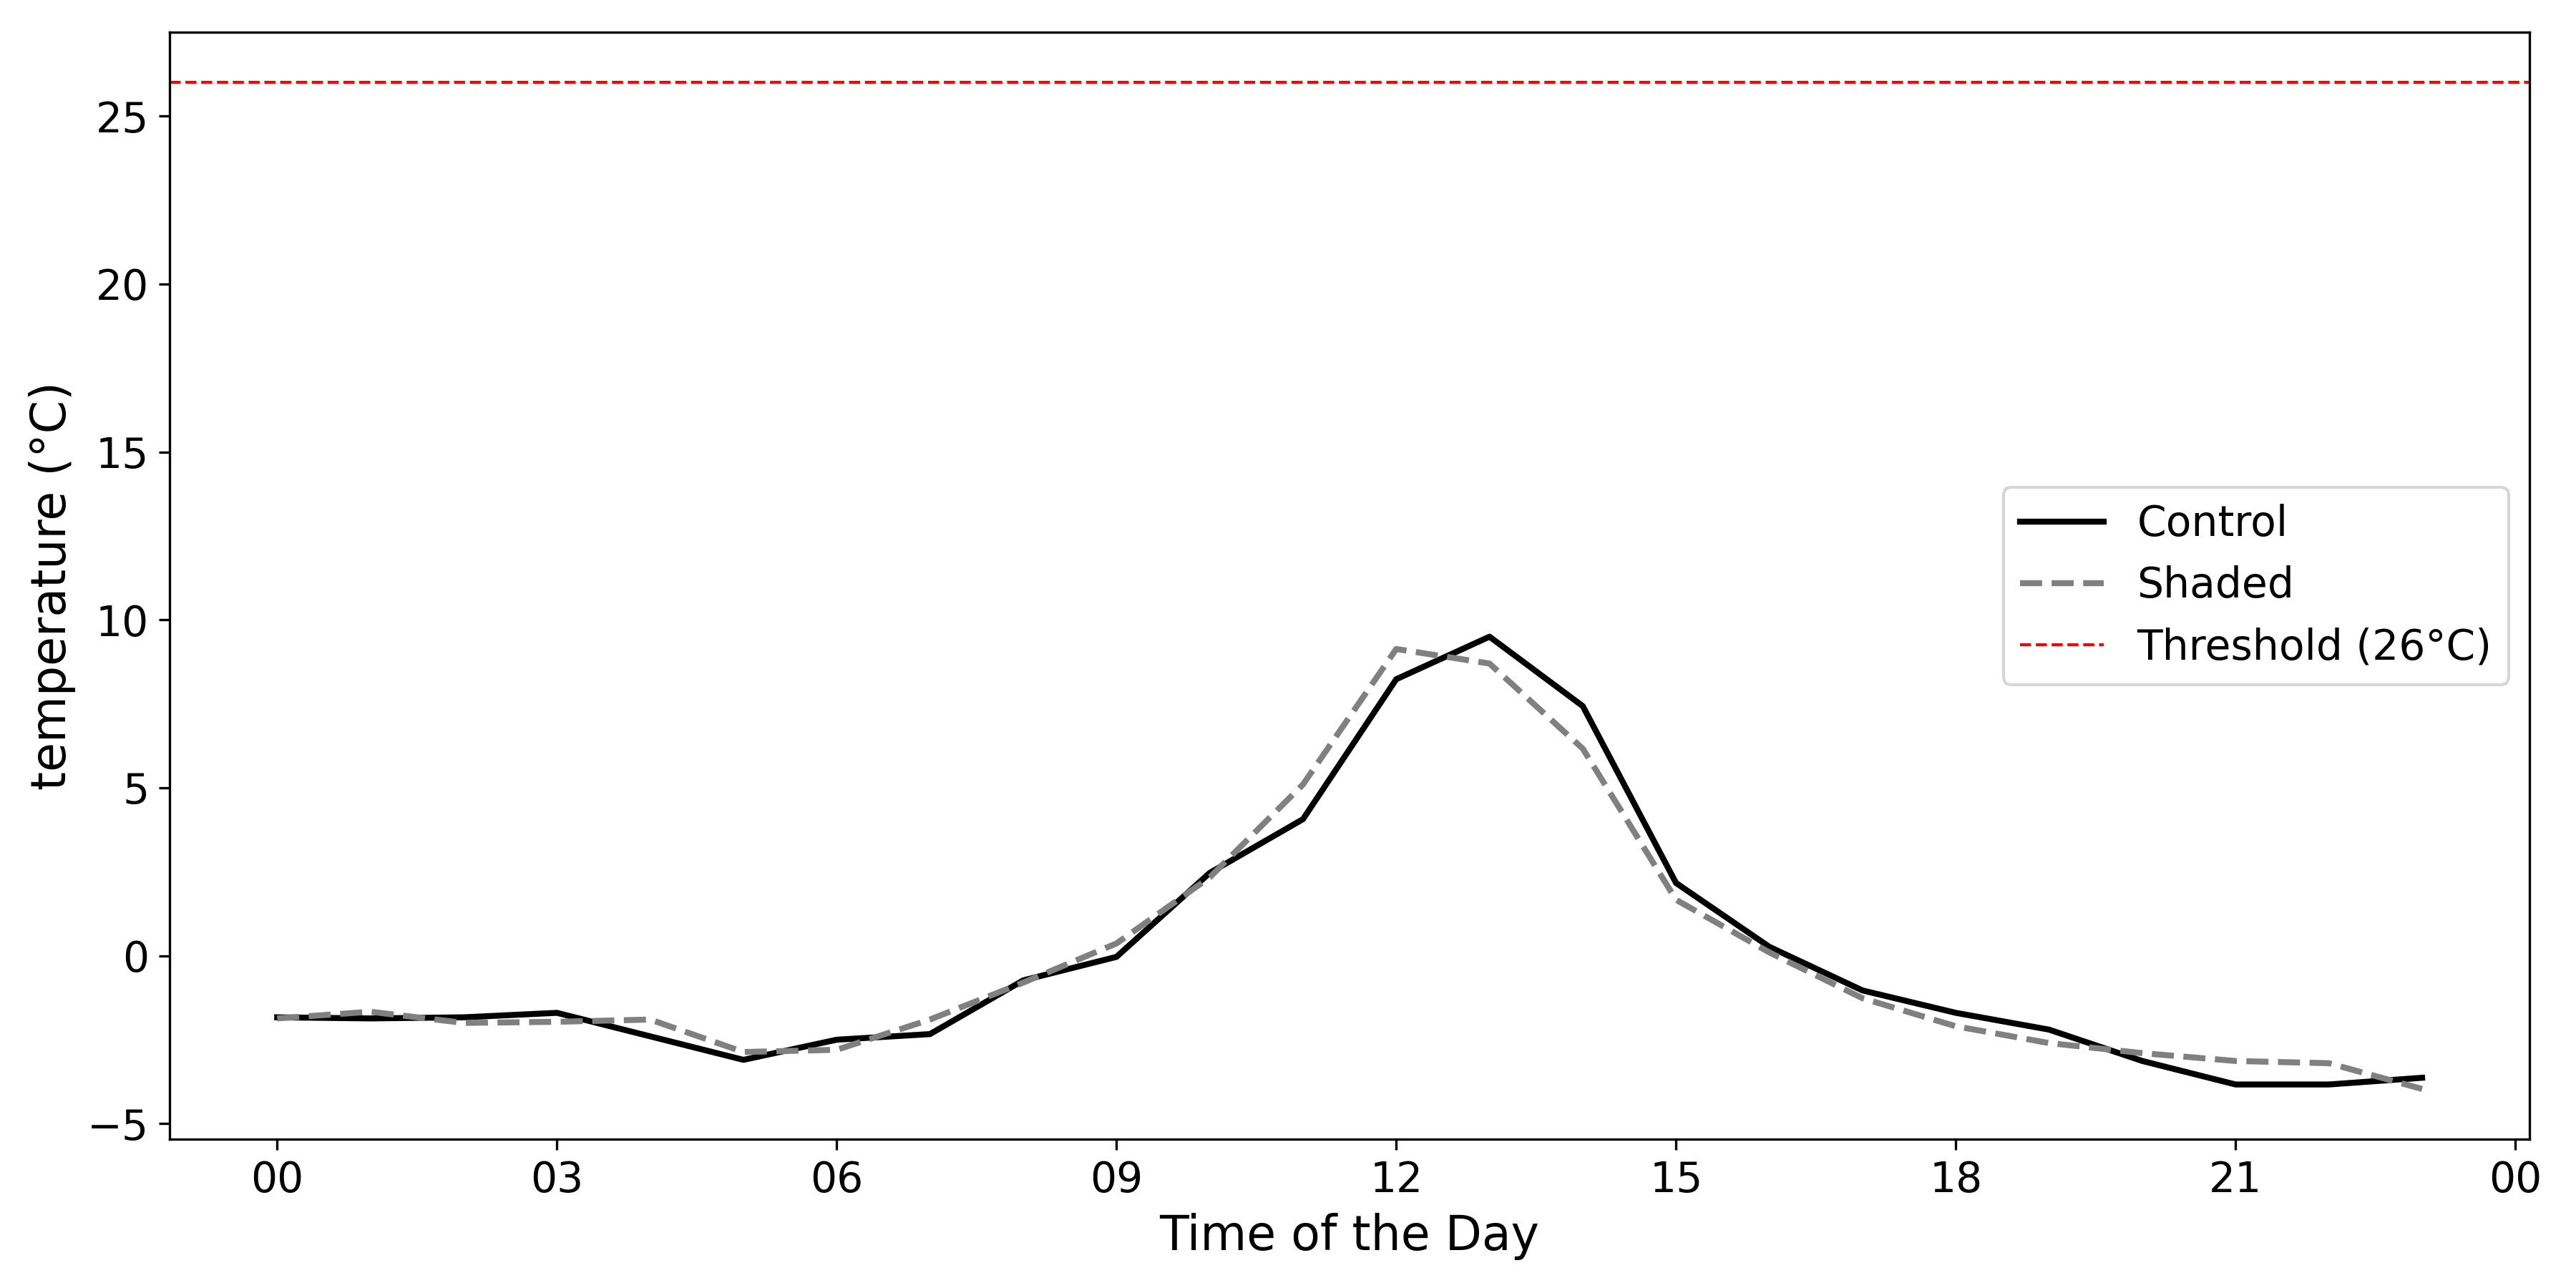 25
20
15
10
5
0
−5
temperature (°C)
Control
Shaded
Threshold (26°C)
00 03 06 09 12 15 18 21 00
Time of the Day